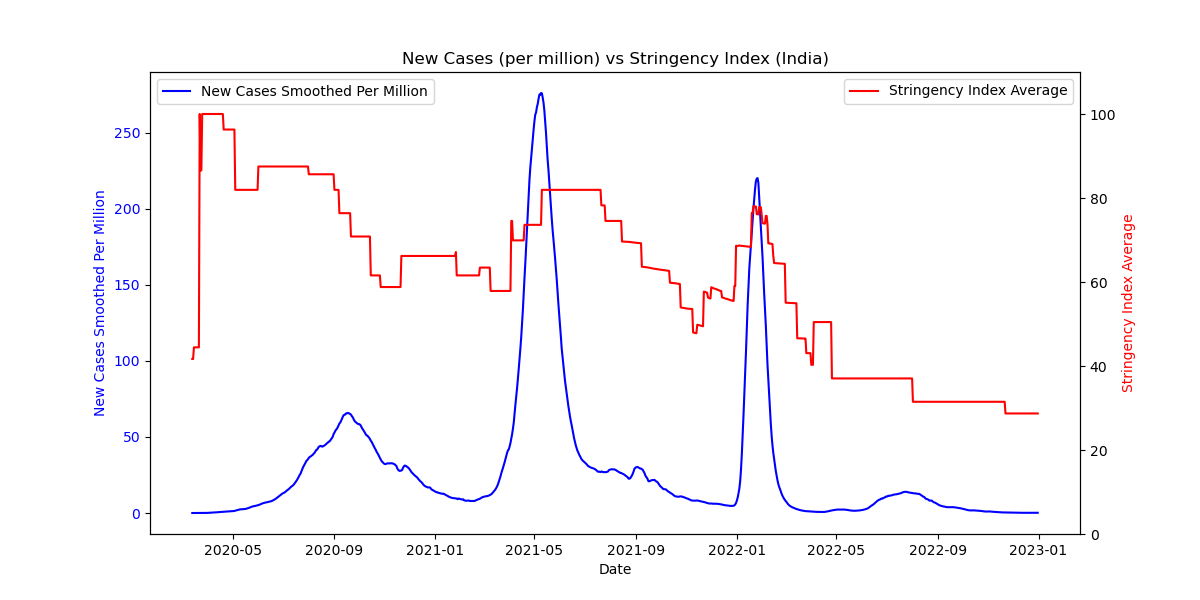 New Cases (per million) vs Stringency Index (India)
New Cases Smoothed Per Million
Stringency Index Average
New Cases Smoothed Per Million
250
200
150
100
50
0
100
80
60
40
20
0
Stringency Index Average
2020-05 2020-09 2021-01 2021-05 2021-09 2022-01 2022-05 2022-09 2023-01
Date